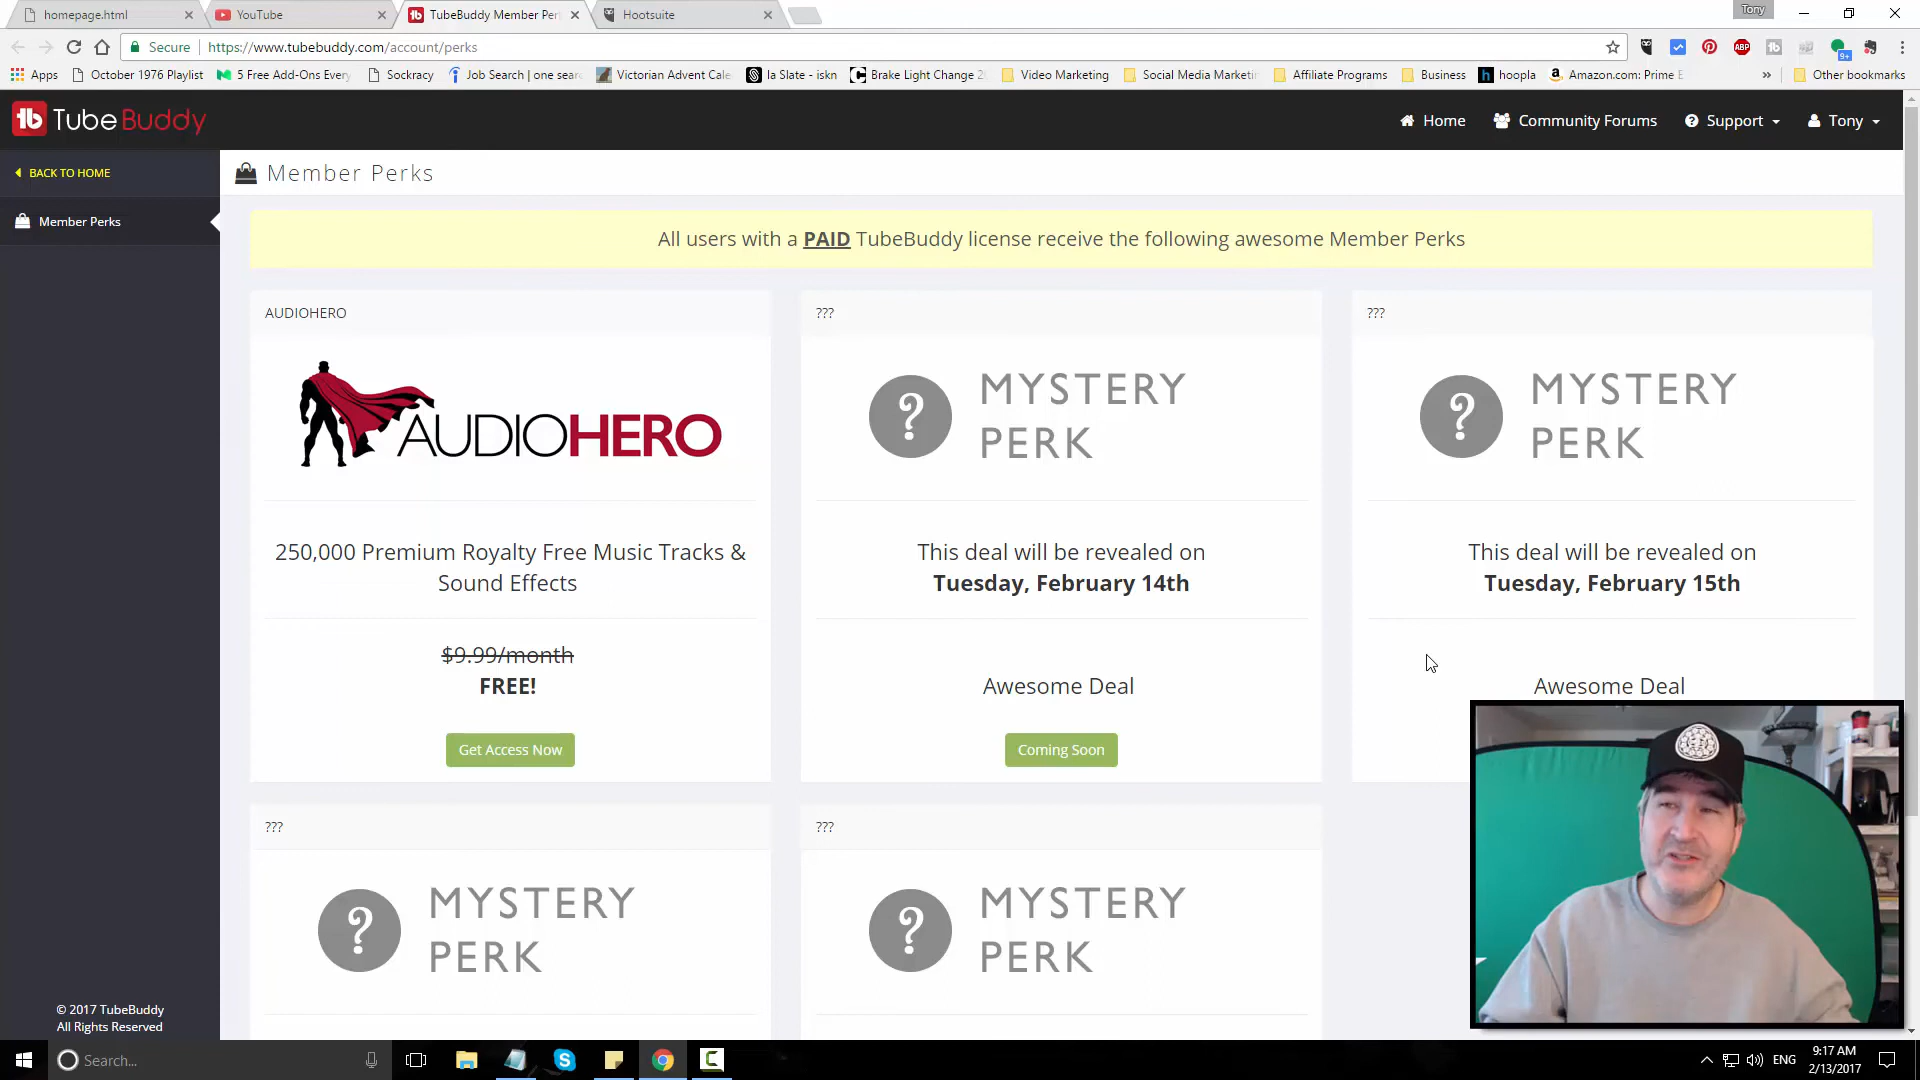 homepage.html
YouTube
TubeBuddy Member Per
Hootsuite
Tony
Secure
https://www.tubebuddy.com/account/perks
ABP
9+
Apps
October 1976 Playlist
5 Free Add-Ons Every
Sockracy
Job Search | one sear
Victorian Advent Cale
la Slate - iskn
Brake Light Change 2
Video Marketing
Social Media Marketi
Affiliate Programs
Business
hoopla
Amazon.com: Prime E
»
Other bookmarks
tb TubeBuddy
Home
Community Forums
Support
Tony
BACK TO HOME
Member Perks
Member Perks
All users with a PAID TubeBuddy license receive the following awesome Member Perks
AUDIOHERO
AUDIOHERO
250,000 Premium Royalty Free Music Tracks &
Sound Effects
$9.99/month
FREE!
Get Access Now
???
? MYSTERY
PERK
This deal will be revealed on
Tuesday, February 14th
Awesome Deal
Coming Soon
???
? MYSTERY
PERK
This deal will be revealed on
Tuesday, February 15th
Awesome Deal
???
? MYSTERY
PERK
???
? MYSTERY
PERK
© 2017 TubeBuddy
All Rights Reserved
Search...
ENG
9:17 AM
2/13/2017